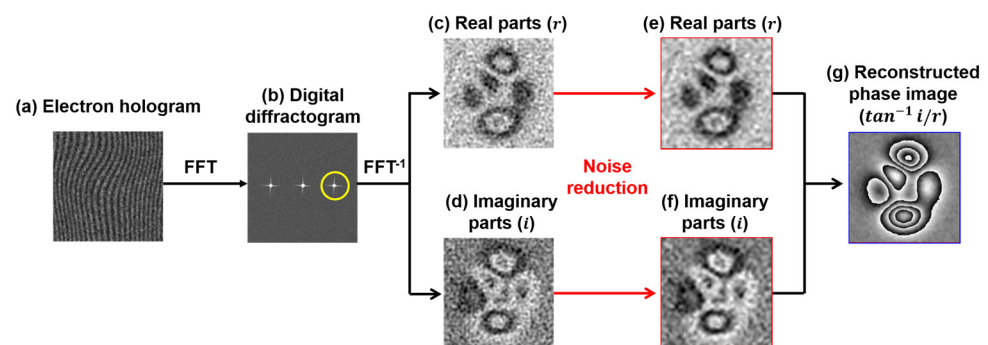 (a) Electron hologram
FFT
(b) Digital
diffractogram
FFT⁻¹
(c) Real parts (r)
(d) Imaginary
parts (i)
Noise
reduction
(e) Real parts (r)
(f) Imaginary
parts (i)
(g) Reconstructed
phase image
(tan⁻¹ i/r)